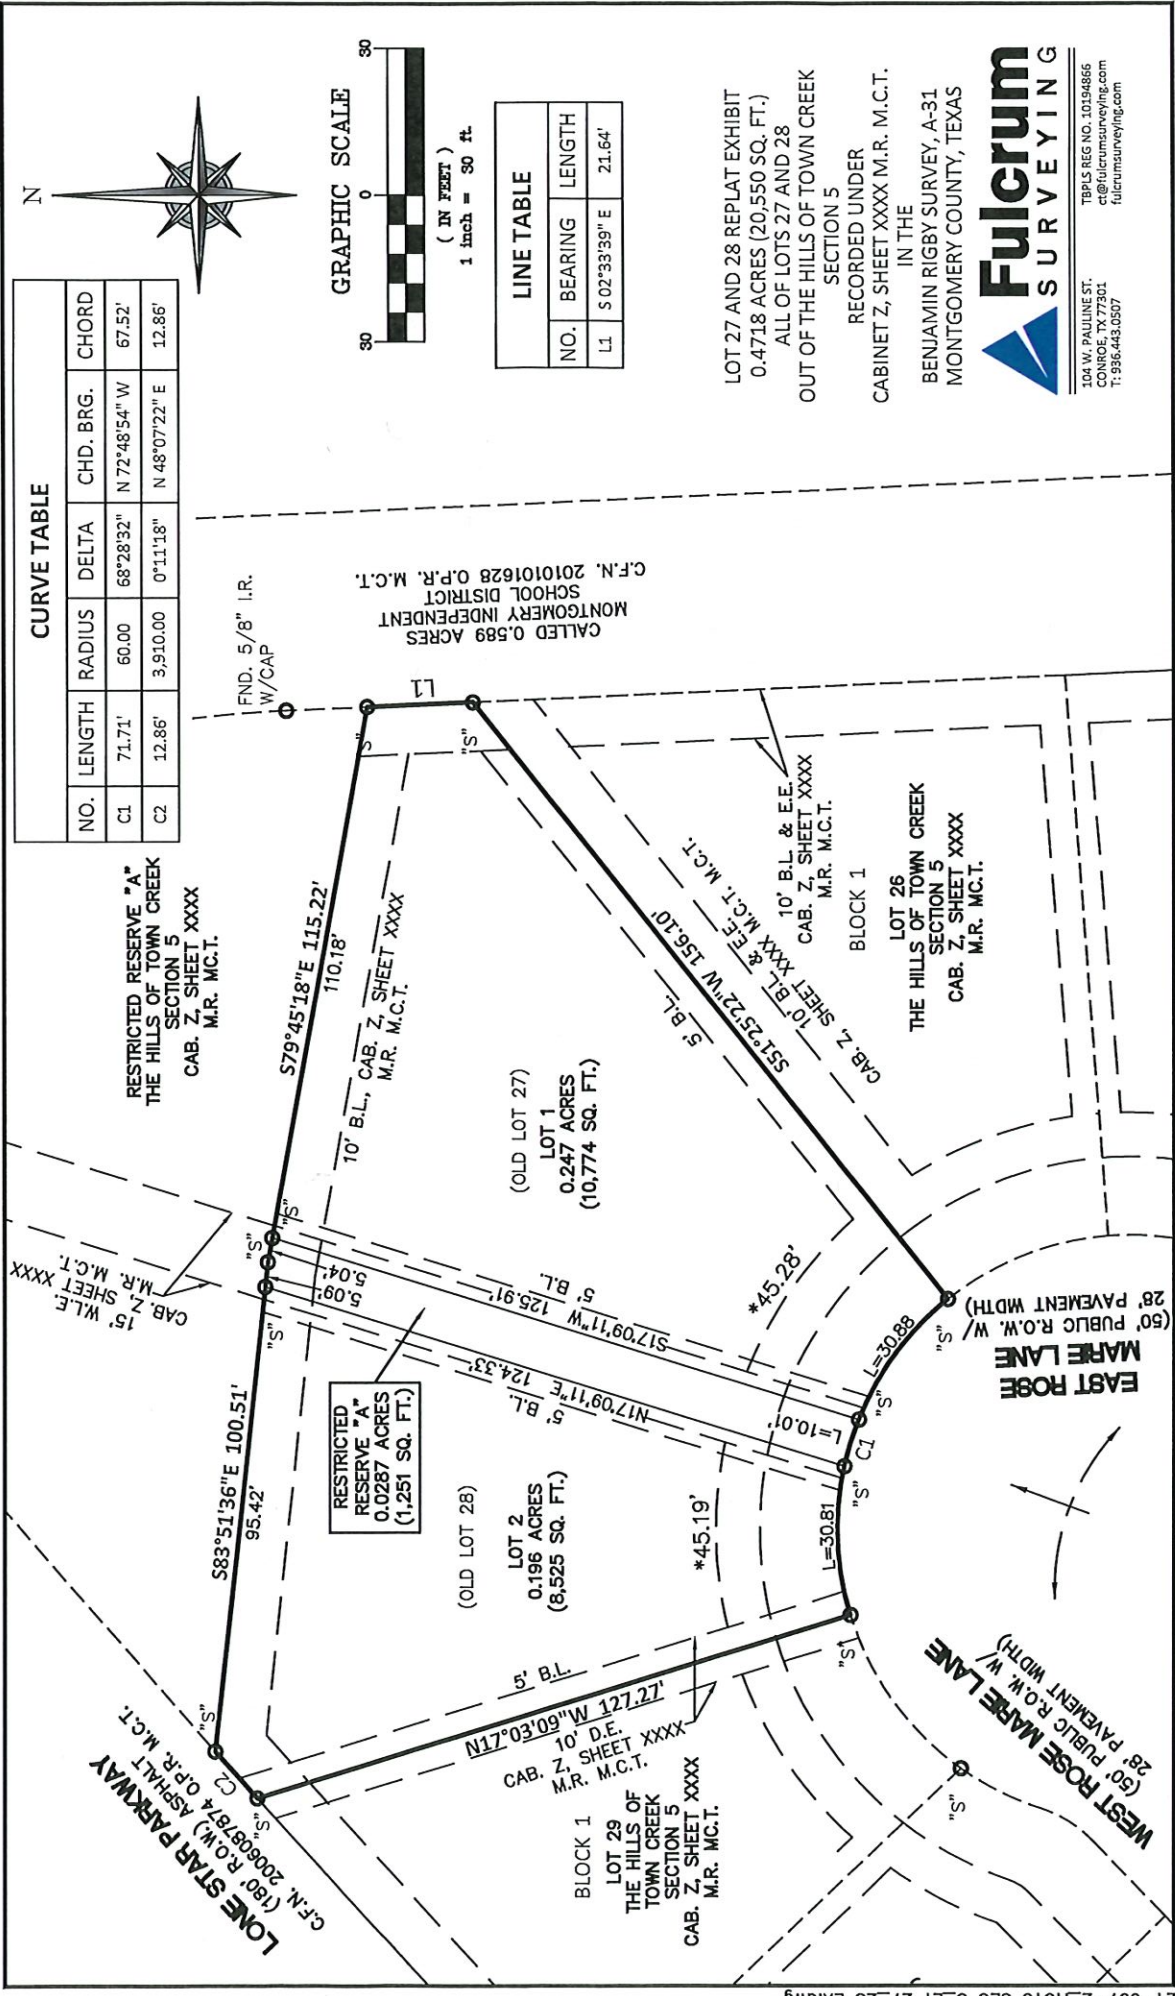 CURVE TABLE
NO. LENGTH RADIUS DELTA CHD. BRG. CHORD
C1 71.71' 60.00 68°28'32" N 72°48'54" W 67.52'
C2 12.86' 3,910.00 0°11'18" N 48°07'22" E 12.86'
N
GRAPHIC SCALE
30 0 30
( IN FEET )
1 inch = 30 ft.
LINE TABLE
NO. BEARING LENGTH
L1 S 02°33'39" E 21.64'
LOT 27 AND 28 REPLAT EXHIBIT
0.4718 ACRES (20,550 SQ. FT.)
ALL OF LOTS 27 AND 28
OUT OF THE HILLS OF TOWN CREEK
SECTION 5
RECORDED UNDER
CABINET Z, SHEET XXXX M.R. M.C.T.
IN THE
BENJAMIN RIGBY SURVEY, A-31
MONTGOMERY COUNTY, TEXAS
Fulcrum
SURVEYING
104 W. PAULINE ST.
CONROE, TX 77301
T: 936.443.0507
TBPLS REG NO. 10194866
ct@fulcrumsurveying.com
fulcrumsurveying.com
RESTRICTED RESERVE "A"
THE HILLS OF TOWN CREEK
SECTION 5
CAB. Z, SHEET XXXX
M.R. MC.T.
FND. 5/8" I.R.
W/CAP
CALLED 0.589 ACRES
MONTGOMERY INDEPENDENT
SCHOOL DISTRICT
C.F.N. 2010101628 O.P.R. M.C.T.
L1
"S"
"S"
S79°45'18"E 115.22'
110.18'
10' B.L., CAB. Z, SHEET XXXX
M.R. M.C.T.
15' W.L.E.
CAB. Z, SHEET XXXX
M.R. M.C.T.
"S"
"S"
"S"
5.04'
5.09'
S83°51'36"E 100.51'
95.42'
"S"
C2
"S"
LONE STAR PARKWAY
(180' R.O.W.) ASPHALT
C.F.N. 2006087874 O.P.R. M.C.T.
(OLD LOT 27)
LOT 1
0.247 ACRES
(10,774 SQ. FT.)
5' B.L.
S51°25'22"W 156.10'
10' B.L. & E.E.
CAB. Z, SHEET XXXX M.C.T. M.C.T.
10' B.L. & E.E.
CAB. Z, SHEET XXXX
M.R. M.C.T.
BLOCK 1
LOT 26
THE HILLS OF TOWN CREEK
SECTION 5
CAB. Z, SHEET XXXX
M.R. MC.T.
5' B.L.
S17°09'11"W 125.91'
N17°09'11"E 124.33'
5' B.L.
RESTRICTED
RESERVE "A"
0.0287 ACRES
(1,251 SQ. FT.)
(OLD LOT 28)
LOT 2
0.196 ACRES
(8,525 SQ. FT.)
*45.28'
*45.19'
L=30.88
L=10.01'
L=30.81
C1
"S"
"S"
"S"
"S"
5' B.L.
N17°03'09"W 127.27'
10' D.E.
CAB. Z, SHEET XXXX
M.R. M.C.T.
BLOCK 1
LOT 29
THE HILLS OF
TOWN CREEK
SECTION 5
CAB. Z, SHEET XXXX
M.R. MC.T.
EAST ROSE
MARIE LANE
(50' PUBLIC R.O.W. W/
28' PAVEMENT WIDTH)
WEST ROSE MARIE LANE
(50' PUBLIC R.O.W. W/
28' PAVEMENT WIDTH)
"S"